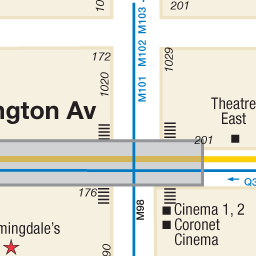 1020
M101 M102 M103
201
172
1020
1029
ngton Av
Theatre
East
201
Q3
176
M98
Cinema 1, 2
Coronet
Cinema
mingdale's
90